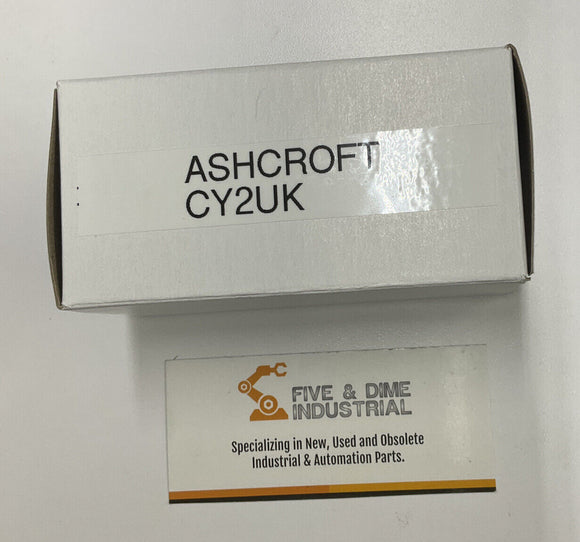 ASHCROFT
CY2UK
FIVE & DIME
INDUSTRIAL
Specializing in New, Used and Obsolete
Industrial & Automation Parts.